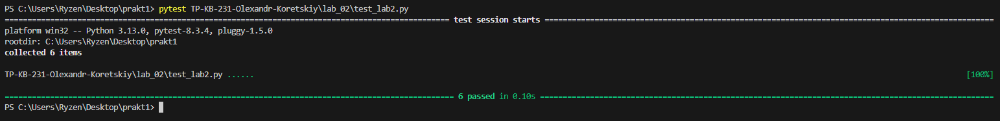 PS C:\Users\Ryzen\Desktop\prakt1> pytest TP-KB-231-Olexandr-Koretskiy\lab_02\test_lab2.py
================================ test session starts ================================
platform win32 -- Python 3.13.0, pytest-8.3.4, pluggy-1.5.0
rootdir: C:\Users\Ryzen\Desktop\prakt1
collected 6 items
TP-KB-231-Olexandr-Koretskiy\lab_02\test_lab2.py ...... [100%]
================================ 6 passed in 0.10s ================================
PS C:\Users\Ryzen\Desktop\prakt1>